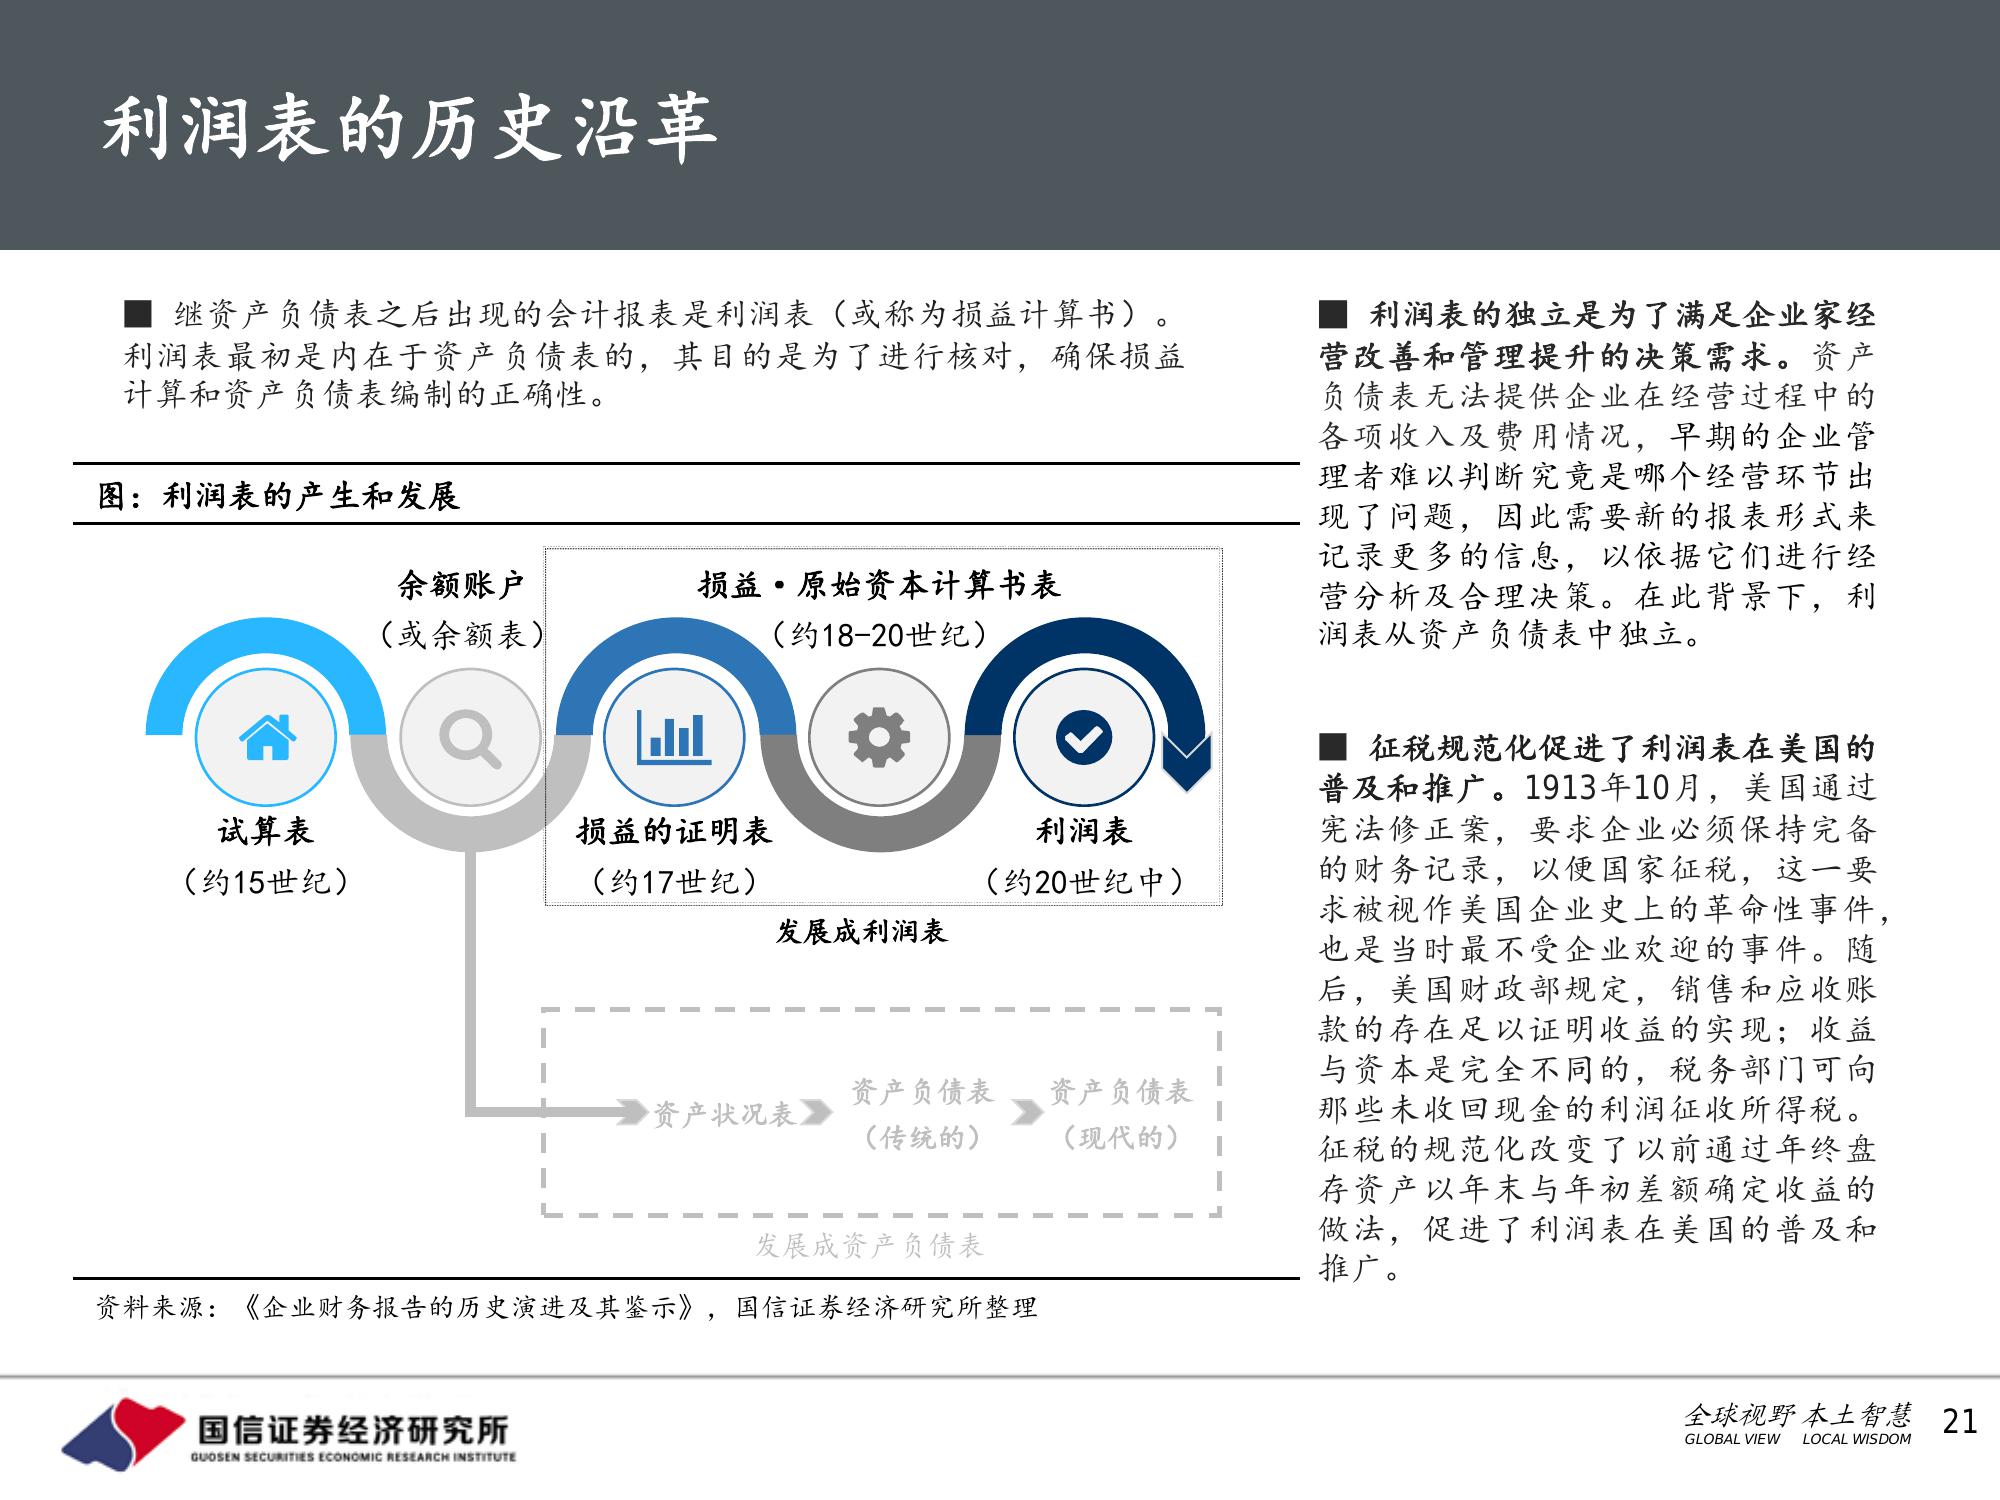 利润表的历史沿革
■ 继资产负债表之后出现的会计报表是利润表（或称为损益计算书）。
利润表最初是内在于资产负债表的，其目的是为了进行核对，确保损益
计算和资产负债表编制的正确性。
图：利润表的产生和发展
余额账户
（或余额表）
损益·原始资本计算书表
（约18-20世纪）
试算表
（约15世纪）
损益的证明表
（约17世纪）
利润表
（约20世纪中）
发展成利润表
资产状况表
资产负债表
（传统的）
资产负债表
（现代的）
发展成资产负债表
资料来源：《企业财务报告的历史演进及其鉴示》，国信证券经济研究所整理
■ 利润表的独立是为了满足企业家经
营改善和管理提升的决策需求。资产
负债表无法提供企业在经营过程中的
各项收入及费用情况，早期的企业管
理者难以判断究竟是哪个经营环节出
现了问题，因此需要新的报表形式来
记录更多的信息，以依据它们进行经
营分析及合理决策。在此背景下，利
润表从资产负债表中独立。
■ 征税规范化促进了利润表在美国的
普及和推广。1913年10月，美国通过
宪法修正案，要求企业必须保持完备
的财务记录，以便国家征税，这一要
求被视作美国企业史上的革命性事件，
也是当时最不受企业欢迎的事件。随
后，美国财政部规定，销售和应收账
款的存在足以证明收益的实现；收益
与资本是完全不同的，税务部门可向
那些未收回现金的利润征收所得税。
征税的规范化改变了以前通过年终盘
存资产以年末与年初差额确定收益的
做法，促进了利润表在美国的普及和
推广。
国信证券经济研究所
GUOSEN SECURITIES ECONOMIC RESEARCH INSTITUTE
全球视野 本土智慧
GLOBAL VIEW LOCAL WISDOM
21